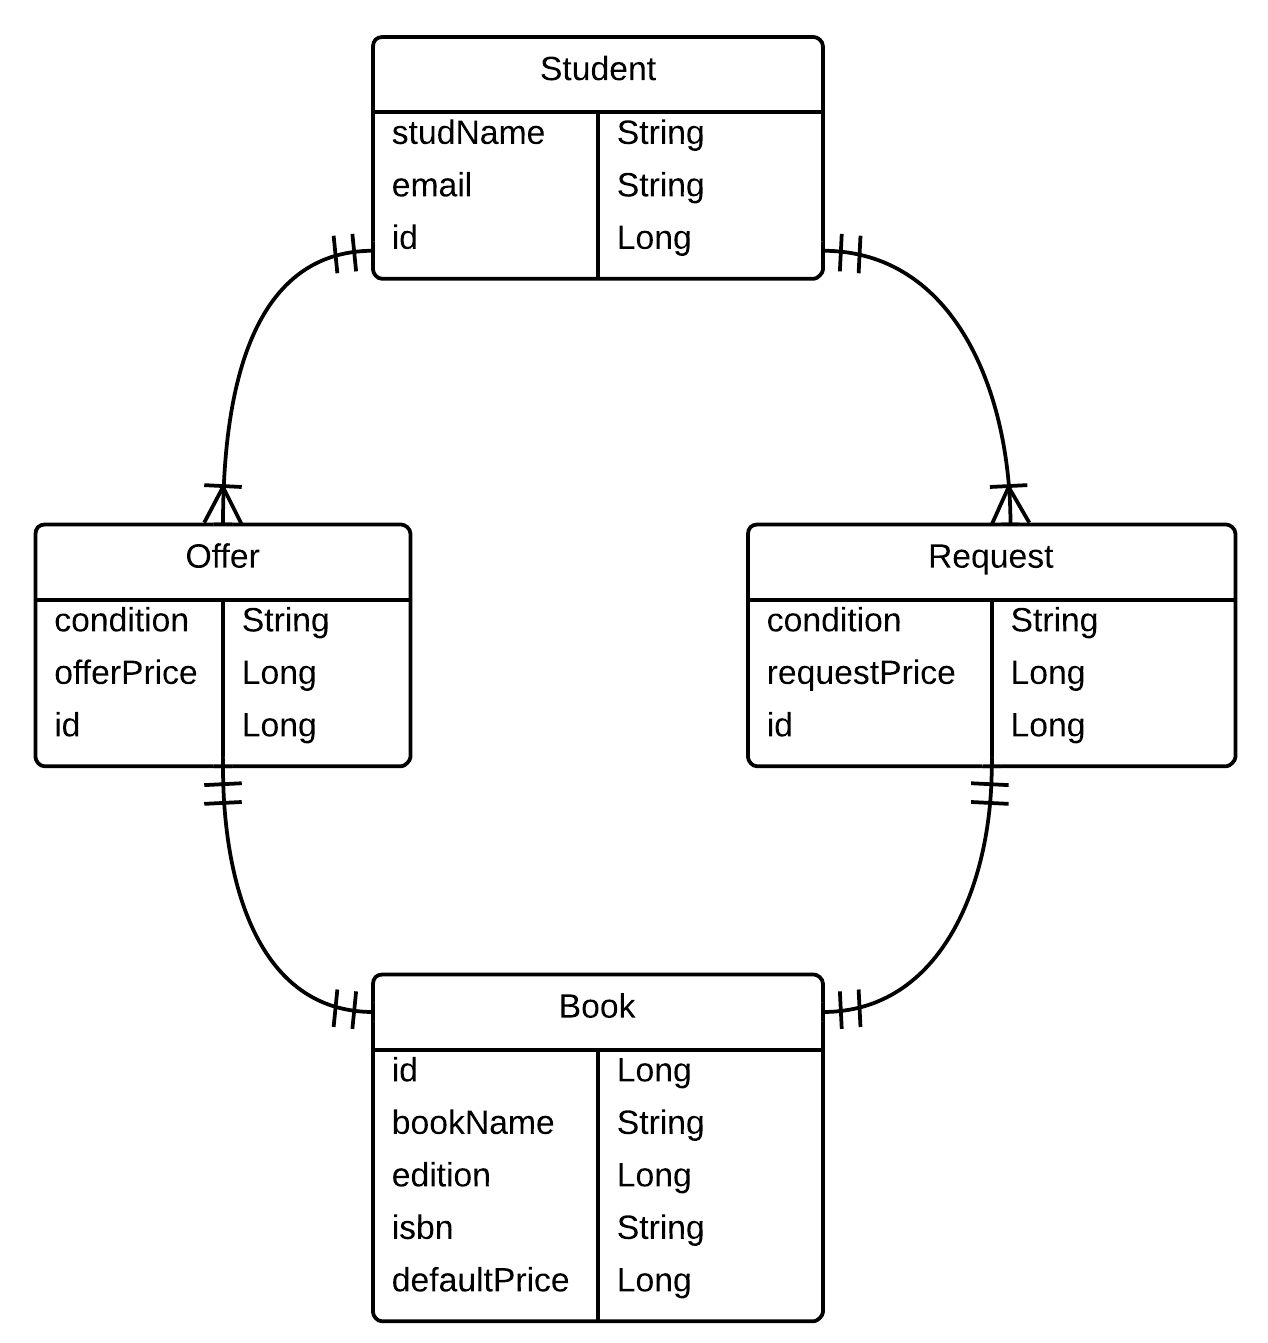 Student
studName String
email String
id Long
Offer
condition String
offerPrice Long
id Long
Request
condition String
requestPrice Long
id Long
Book
id Long
bookName String
edition Long
isbn String
defaultPrice Long